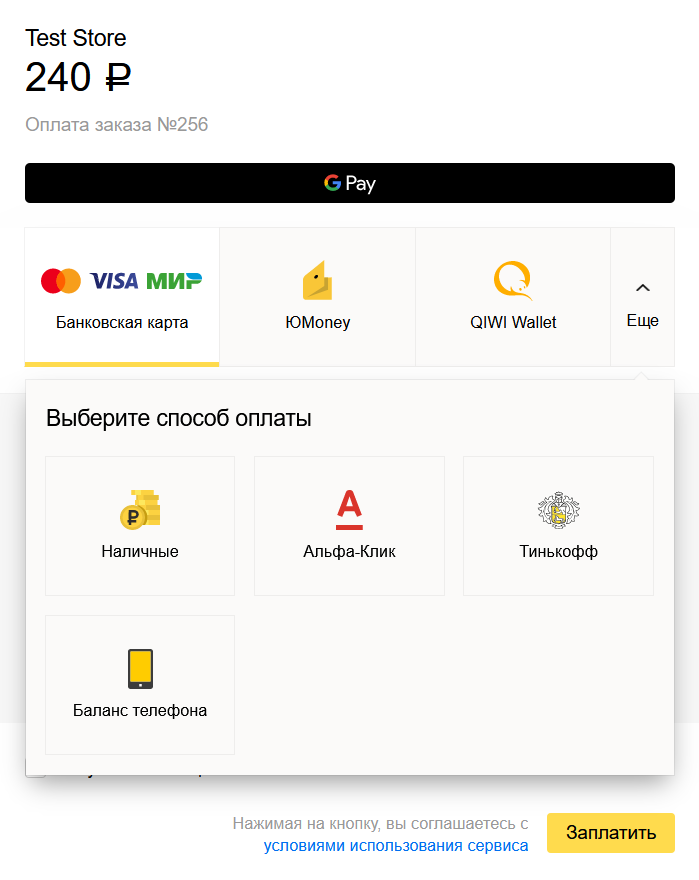 Test Store
240 ₽
Оплата заказа №256
G Pay
VISA МИР
Банковская карта
ЮMoney
QIWI Wallet
Еще
Выберите способ оплаты
Наличные
Альфа-Клик
Тинькофф
Баланс телефона
Нажимая на кнопку, вы соглашаетесь с
условиями использования сервиса
Заплатить